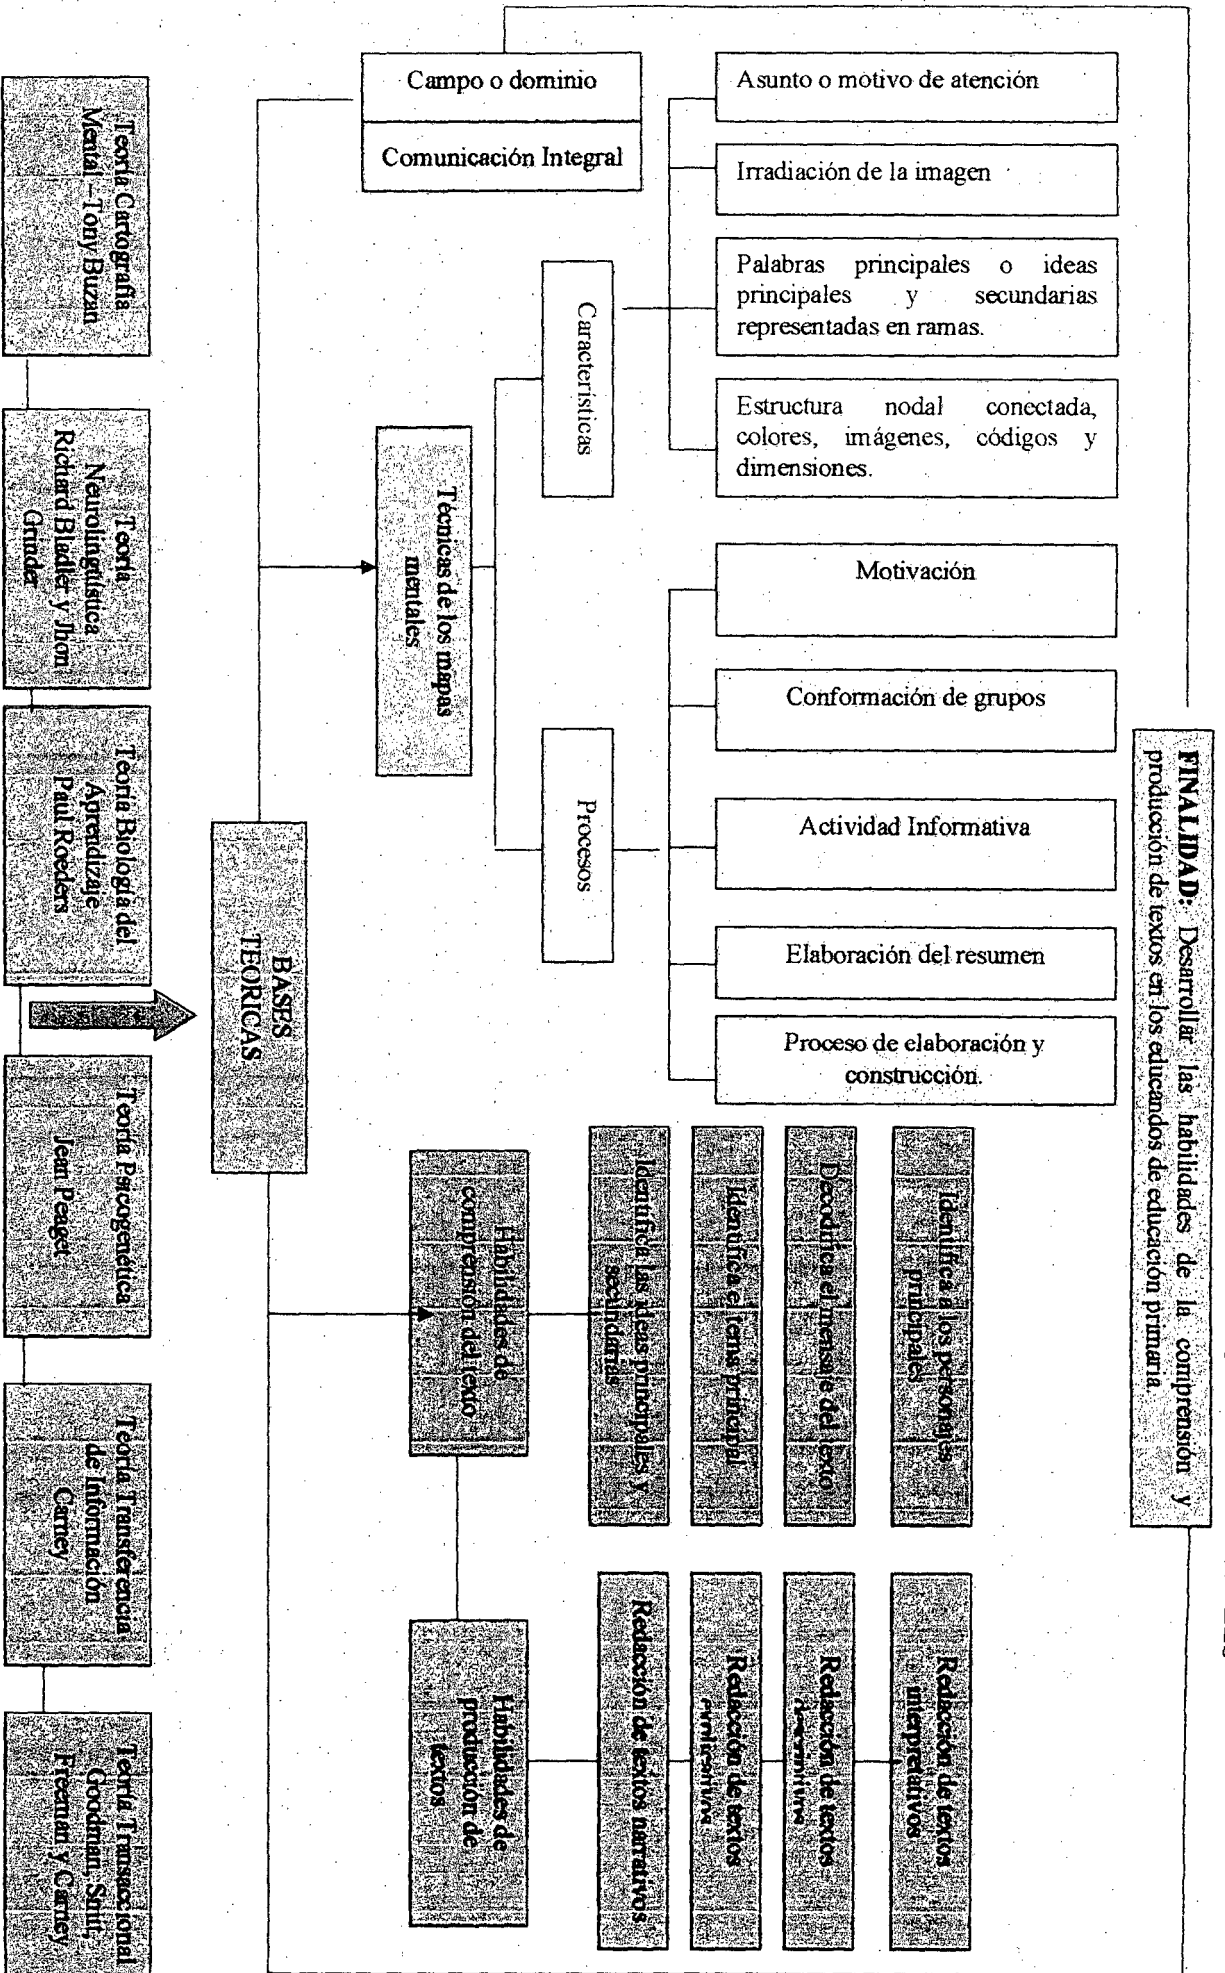 FINALIDAD: Desarrollar las habilidades de la comprensión y
producción de textos en los educandos de educación primaria.
Asunto o motivo de atención
Irradiación de la imagen
Palabras principales o ideas
principales y secundarias
representadas en ramas.
Estructura nodal conectada,
colores, imágenes, códigos y
dimensiones.
Motivación
Conformación de grupos
Actividad Informativa
Elaboración del resumen
Proceso de elaboración y
construcción.
Identifica a los personajes
principales
Decodifica el mensaje del texto
Identifica el tema principal
Identifica las ideas principales y
secundarias
Redacción de textos
interpretativos
Redacción de textos
descriptivos
Redacción de textos
Redacción de textos narrativos
Campo o dominio
Comunicación Integral
Características
Procesos
Técnicas de los mapas
mentales
Habilidades de
comprensión del texto
Habilidades de
producción de
textos
BASES
TEORICAS
Teoría Cartografía
Mental – Tony Buzan
Teoría
Neurolingüística
Richard Bladler y Jhon
Grinder
Teoría Biología del
Aprendizaje
Paul Roeders
Teoría Psicogenética
Jean Peaget
Teoría Transferencia
de Información
Carney
Teoría Transaccional
Goodman, Smit,
Freeman y Carney